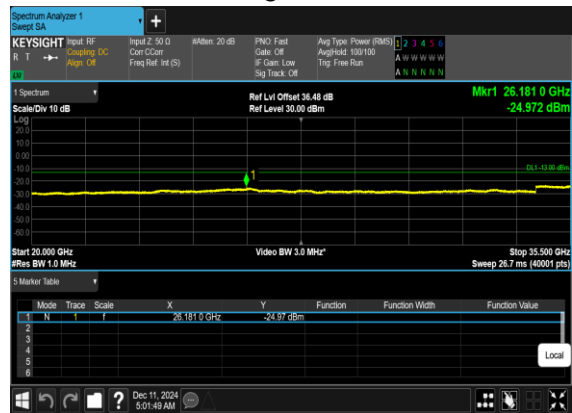 Spectrum Analyzer 1
Swept SA
+
KEYSIGHT
R T
LXI
Input: RF
Coupling: DC
Align: Off
Input Z: 50 Ω
Corr CCorr
Freq Ref: Int (S)
#Atten: 20 dB
PNO: Fast
Gate: Off
IF Gain: Low
Sig Track: Off
Avg Type: Power (RMS)
Avg|Hold: 100/100
Trig: Free Run
1 2 3 4 5 6
A W W W W W
A N N N N N
1 Spectrum
Scale/Div 10 dB
Ref Lvl Offset 36.48 dB
Ref Level 30.00 dBm
Mkr1 26.181 0 GHz
-24.972 dBm
Log
20.0
10.0
0.00
-10.0
-20.0
-30.0
-40.0
-50.0
-60.0
1
DL1 -13.00 dBm
Start 20.000 GHz
#Res BW 1.0 MHz
Video BW 3.0 MHz*
Stop 35.500 GHz
Sweep 26.7 ms (40001 pts)
5 Marker Table
Mode Trace Scale X Y Function Function Width Function Value
1 N 1 f 26.181 0 GHz -24.97 dBm
2
3
4
5
6
Local
?
Dec 11, 2024
5:01:49 AM